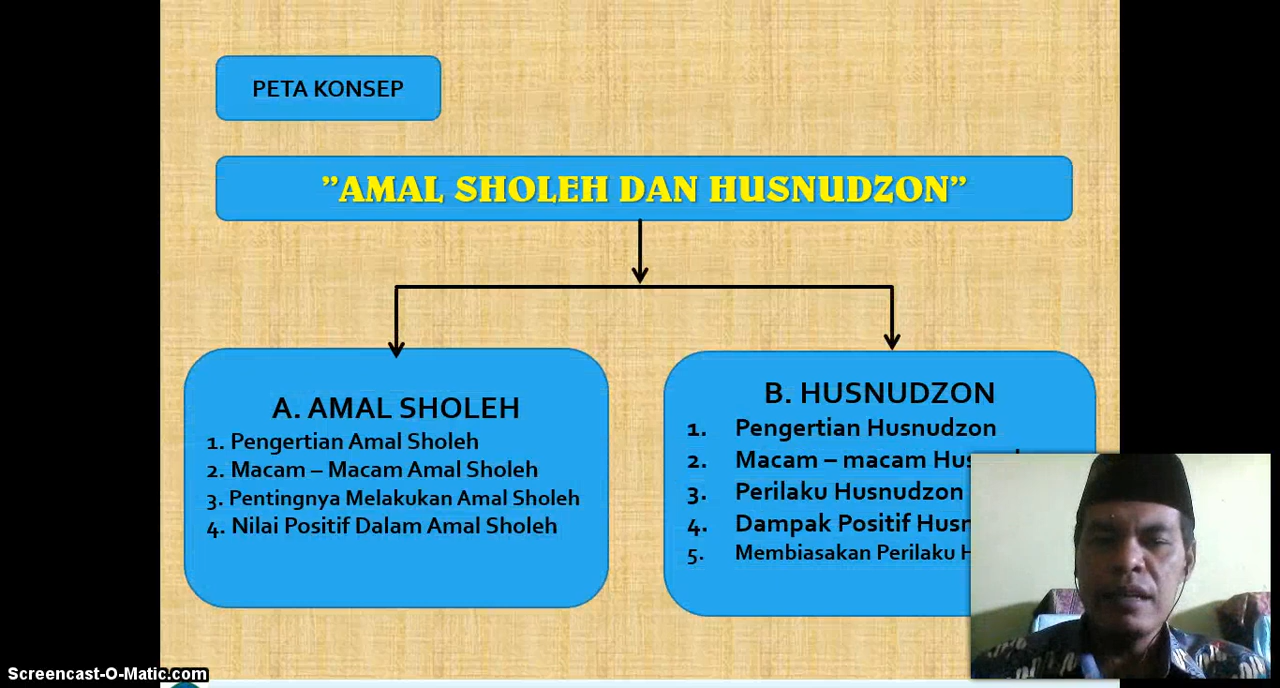 PETA KONSEP
”AMAL SHOLEH DAN HUSNUDZON”
A. AMAL SHOLEH
1. Pengertian Amal Sholeh
2. Macam – Macam Amal Sholeh
3. Pentingnya Melakukan Amal Sholeh
4. Nilai Positif Dalam Amal Sholeh
B. HUSNUDZON
1. Pengertian Husnudzon
2. Macam – macam
3. Perilaku Husnudzon
4. Dampak Positif
5. Membiasakan Perilaku
Screencast-O-Matic.com